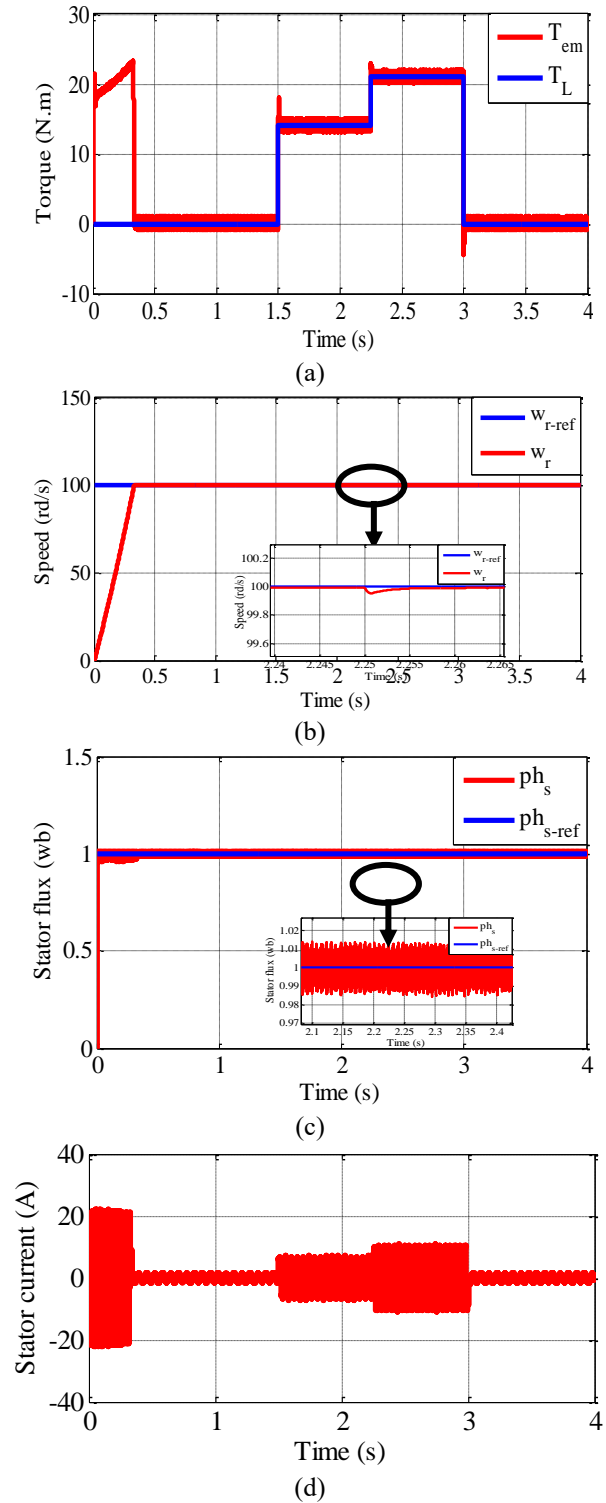 30
20
10
0
-10
Torque (N.m)
T_em
T_L
0 0.5 1 1.5 2 2.5 3 3.5 4
Time (s)
(a)
150
100
50
0
Speed (rd/s)
w_r-ref
w_r
100.2
100
99.8
99.6
Speed (rd/s)
w_r-ref
w_r
2.24 2.245 2.25 2.255 2.26 2.265
Time (s)
0 0.5 1 1.5 2 2.5 3 3.5 4
Time (s)
(b)
1.5
1
0.5
0
Stator flux (wb)
ph_s
ph_s-ref
1.02
1.01
1
0.99
0.98
0.97
Stator flux (wb)
ph_s
ph_s-ref
2.1 2.15 2.2 2.25 2.3 2.35 2.4
Time (s)
0 1 2 3 4
Time (s)
(c)
40
20
0
-20
-40
Stator current (A)
0 1 2 3 4
Time (s)
(d)